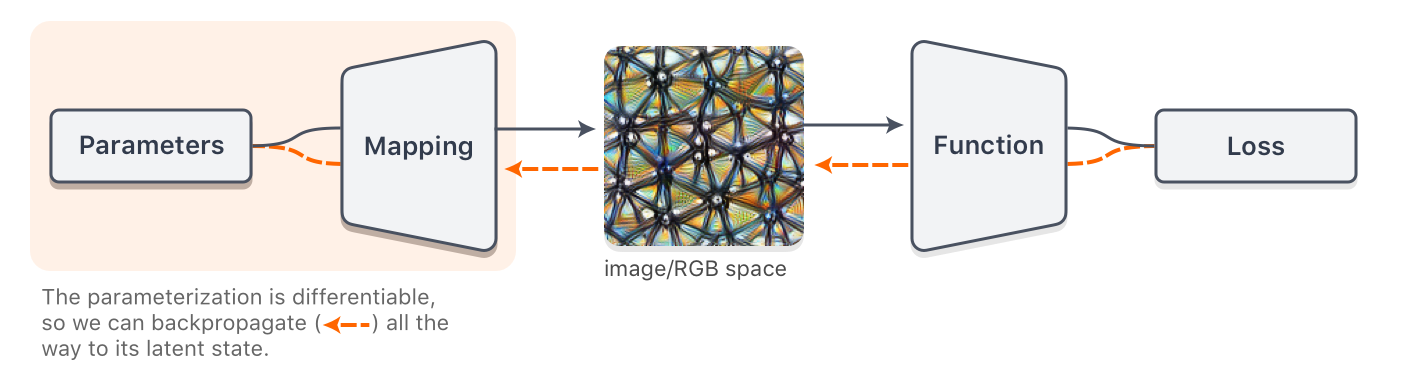 Parameters
Mapping
Function
Loss
image/RGB space
The parameterization is differentiable,
so we can backpropagate ( ) all the
way to its latent state.